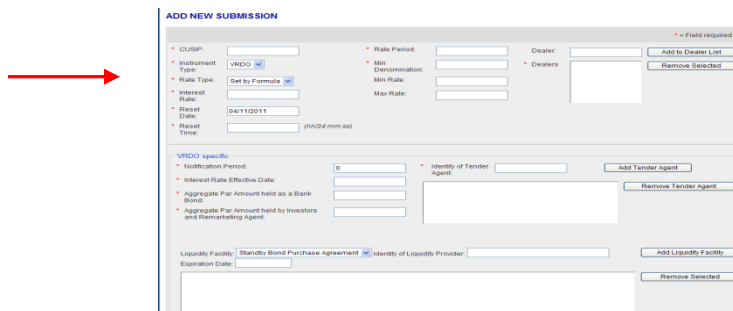 ADD NEW SUBMISSION
* = Field required
* CUSIP: * Rate Period: Dealer: Add to Dealer List
* Instrument Type: VRDO * Min Denomination: * Dealers Remove Selected
* Rate Type: Set by Formula Min Rate:
* Interest Rate: Max Rate:
* Reset Date: 04/11/2011
* Reset Time: (hh/24:mm:ss)
VRDO specific
* Notification Period: 0 * Identity of Tender Agent: Add Tender Agent
* Interest Rate Effective Date: Remove Tender Agent
* Aggregate Par Amount held as a Bank Bond:
* Aggregate Par Amount held by Investors and Remarketing Agent:
Liquidity Facility: Standby Bond Purchase Agreement Identity of Liquidity Provider: Add Liquidity Facility
Expiration Date:
Remove Selected